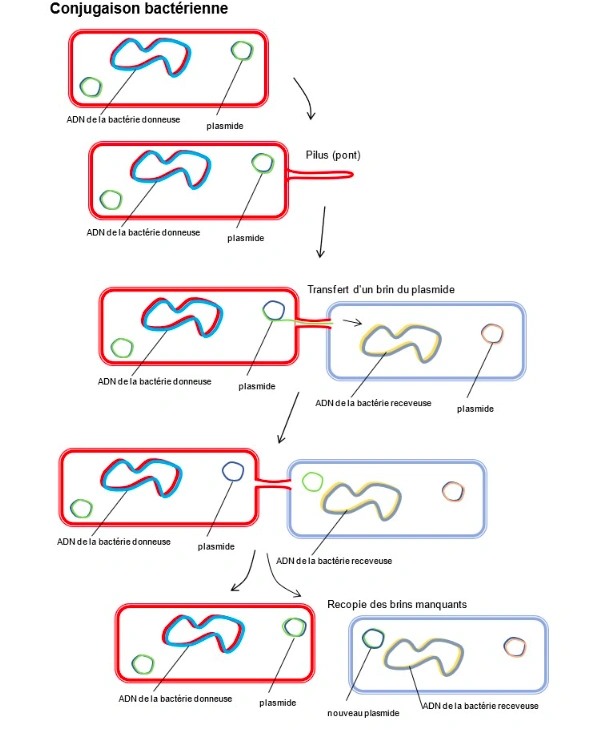 Conjugaison bactérienne
ADN de la bactérie donneuse
plasmide
Pilus (pont)
ADN de la bactérie donneuse
plasmide
Transfert d'un brin du plasmide
ADN de la bactérie donneuse
plasmide
ADN de la bactérie receveuse
plasmide
ADN de la bactérie donneuse
plasmide
ADN de la bactérie receveuse
Recopie des brins manquants
ADN de la bactérie donneuse
plasmide
nouveau plasmide
ADN de la bactérie receveuse